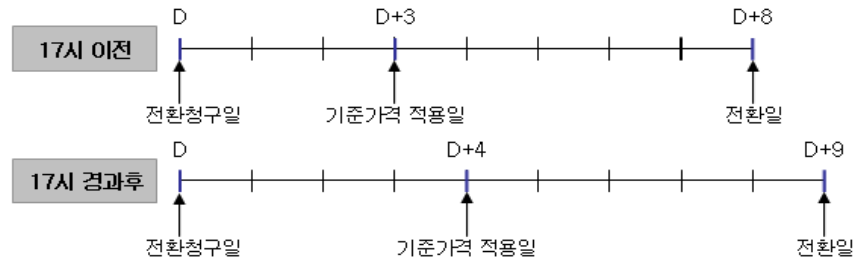 D D+3 D+8
17시 이전
전환청구일 기준가격 적용일 전환일
D D+4 D+9
17시 경과후
전환청구일 기준가격 적용일 전환일